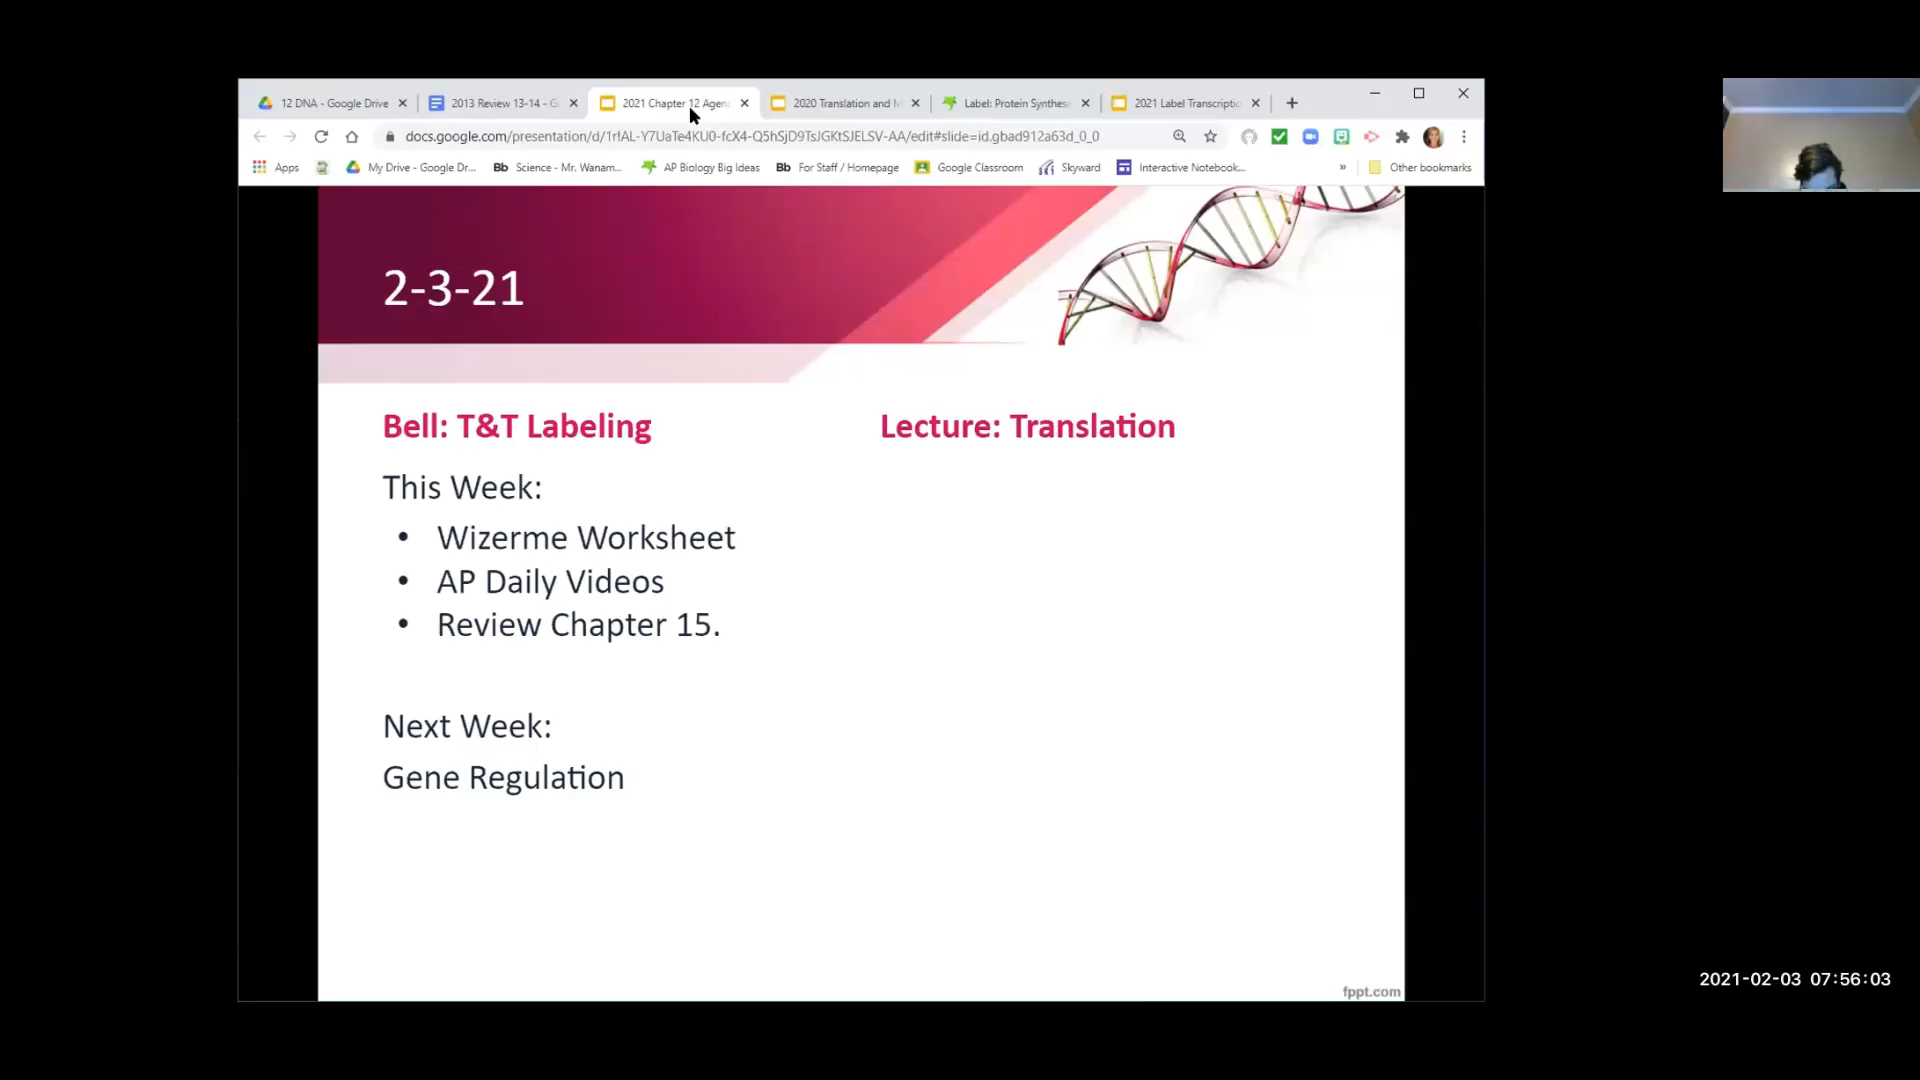 12 DNA - Google Drive
2013 Review 13-14 - G
2021 Chapter 12 Agen
2020 Translation and M
Label: Protein Synthes
2021 Label Transcriptio
docs.google.com/presentation/d/1rfAL-Y7UaTe4KU0-fcX4-Q5hSjD9TsJGKtSJELSV-AA/edit#slide=id.gbad912a63d_0_0
Apps
My Drive - Google Dr...
Bb Science - Mr. Wanam...
AP Biology Big Ideas
Bb For Staff / Homepage
Google Classroom
Skyward
Interactive Notebook...
»
Other bookmarks
2-3-21
Bell: T&T Labeling
This Week:
• Wizerme Worksheet
• AP Daily Videos
• Review Chapter 15.
Next Week:
Gene Regulation
Lecture: Translation
fppt.com
2021-02-03 07:56:03